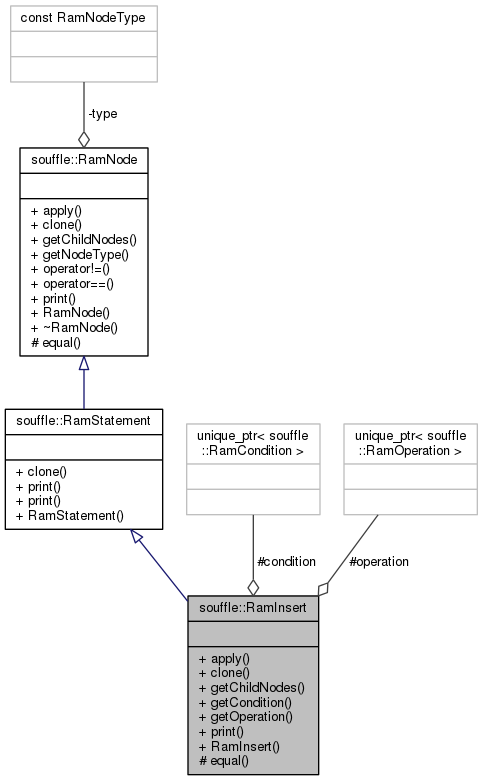 const RamNodeType
-type
souffle::RamNode
+ apply()
+ clone()
+ getChildNodes()
+ getNodeType()
+ operator!=()
+ operator==()
+ print()
+ RamNode()
+ ~RamNode()
# equal()
souffle::RamStatement
+ clone()
+ print()
+ print()
+ RamStatement()
unique_ptr< souffle
::RamCondition >
unique_ptr< souffle
::RamOperation >
#condition
#operation
souffle::RamInsert
+ apply()
+ clone()
+ getChildNodes()
+ getCondition()
+ getOperation()
+ print()
+ RamInsert()
# equal()